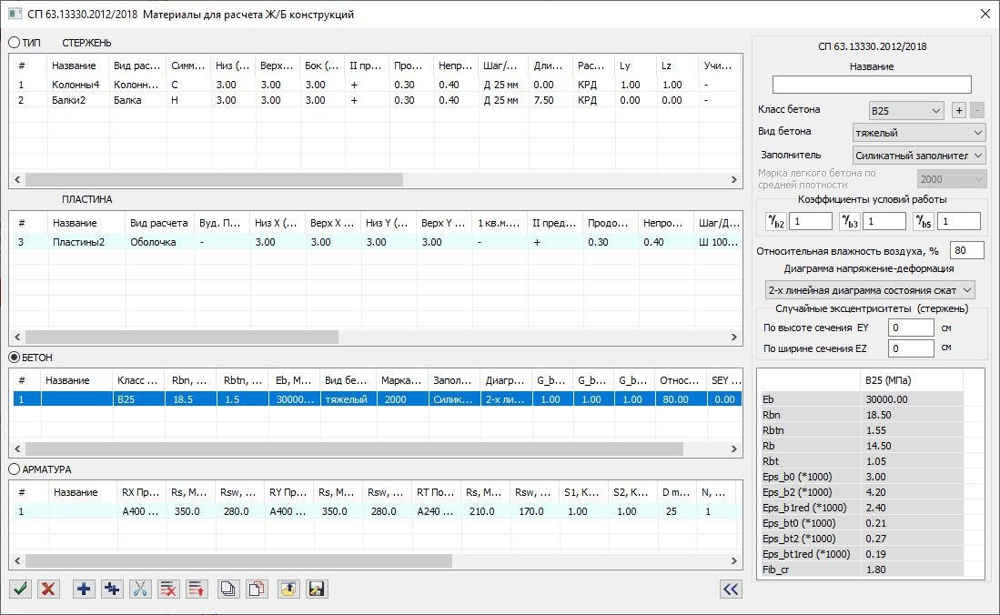 СП 63.13330.2012/2018 Материалы для расчета Ж/Б конструкций
ТИП СТЕРЖЕНЬ
# Название Вид рас... Симм... Низ (... Верх... Бок (... II пр... Про... Непр... Шаг/... Дли... Рас... Ly Lz Учи...
1 Колонны4 Колонн... С 3.00 3.00 3.00 + 0.30 0.40 Д 25 мм 0.00 КРД 1.00 1.00 -
2 Балки2 Балка Н 3.00 3.00 3.00 + 0.30 0.40 Д 25 мм 7.50 КРД 0.00 0.00 -
ПЛАСТИНА
# Название Вид расчета Вуд. П... Низ X (... Верх X ... Низ Y (... Верх Y ... 1 кв.м.... II пред... Продо... Непро... Шаг/Д...
3 Пластины2 Оболочка - 3.00 3.00 3.00 3.00 - + 0.30 0.40 Ш 100...
БЕТОН
# Название Класс ... Rbn, ... Rbtn, ... Eb, М... Вид бе... Марка... Запол... Диагр... G_b... G_b... G_b... Относ... SEY ...
1 B25 18.5 1.5 30000... тяжелый 2000 Силик... 2-х ли... 1.00 1.00 1.00 80.00 0.00
АРМАТУРА
# Название RX Пр... Rs, М... Rsw, ... RY Пр... Rs, М... Rsw, ... RT По... Rs, М... Rsw, ... S1, К... S2, К... D m... N, ...
1 A400 ... 350.0 280.0 A400 ... 350.0 280.0 A240 ... 210.0 170.0 1.00 1.00 25 1
СП 63.13330.2012/2018
Название
Класс бетона B25 + -
Вид бетона тяжелый
Заполнитель Силикатный заполнител
Марка легкого бетона по
средней плотности 2000
Коэффициенты условий работы
γb2 1 γb3 1 γb5 1
Относительная влажность воздуха, % 80
Диаграмма напряжение-деформация
2-х линейная диаграмма состояния сжат
Случайные эксцентриситеты (стержень)
По высоте сечения EY 0 см
По ширине сечения EZ 0 см
B25 (МПа)
Eb 30000.00
Rbn 18.50
Rbtn 1.55
Rb 14.50
Rbt 1.05
Eps_b0 (*1000) 3.00
Eps_b2 (*1000) 4.20
Eps_b1red (*1000) 2.40
Eps_bt0 (*1000) 0.21
Eps_bt2 (*1000) 0.27
Eps_bt1red (*1000) 0.19
Fib_cr 1.80